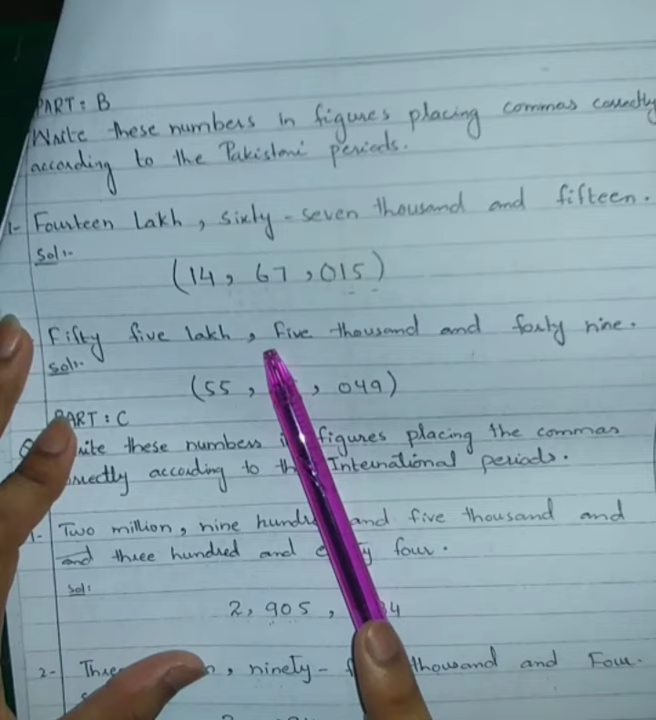 PART: B
Write these numbers in figures placing commas correctly
according to the Pakistani periods.
1- Fourteen Lakh, sixty-seven thousand and fifteen.
Sol:-
(14, 67, 015)
Fifty five lakh, Five thousand and forty nine.
Sol:-
(55, , 049)
PART: C
these numbers figures placing the commas
according to International periods.
1- Two million, nine and five thousand and
and three hundred and four.
Sol:
2, 905, 4
2- , ninety- thousand and Four.